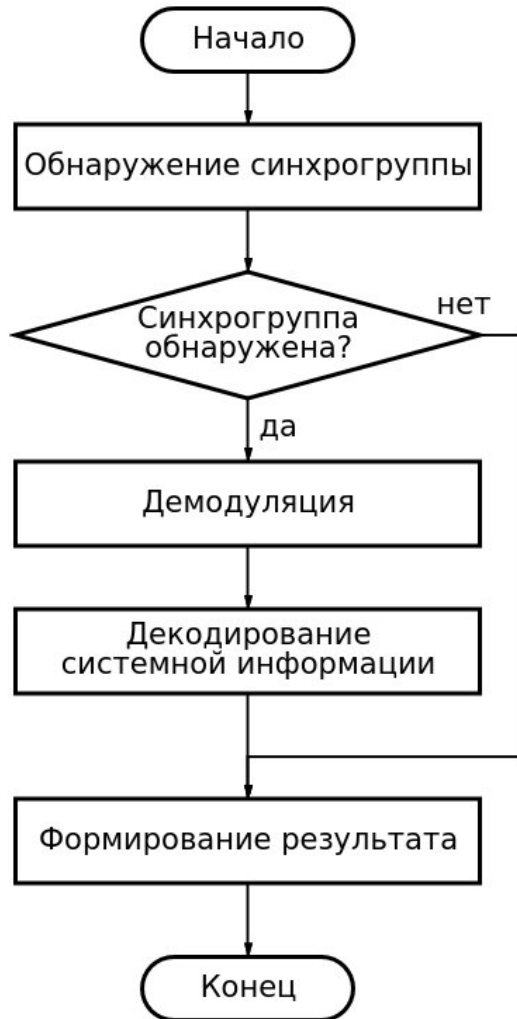 Начало
Обнаружение синхрогруппы
Синхрогруппа
обнаружена?
нет
да
Демодуляция
Декодирование
системной информации
Формирование результата
Конец